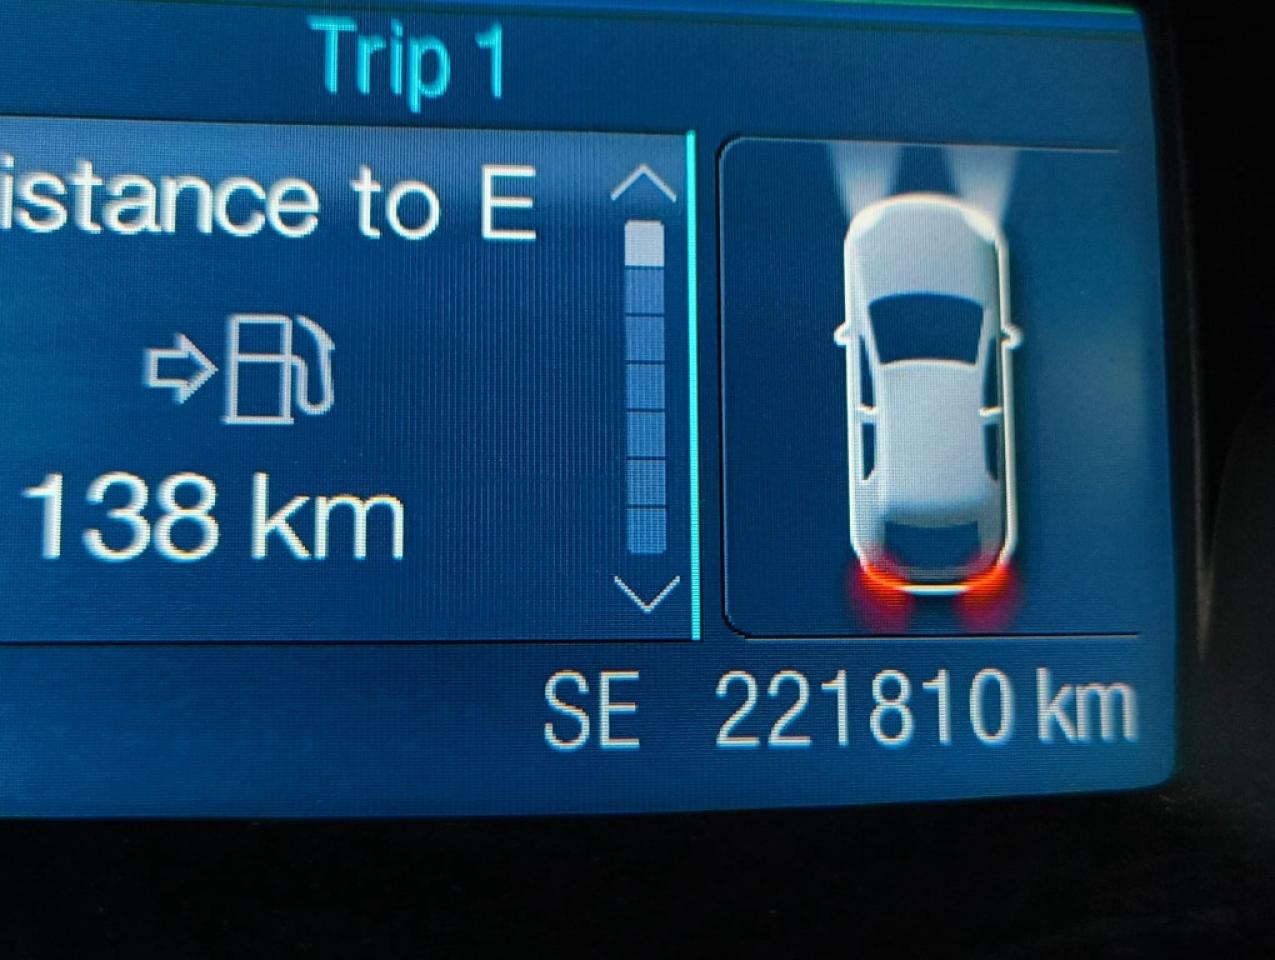 Trip 1
istance to E
138 km
SE 221810 km